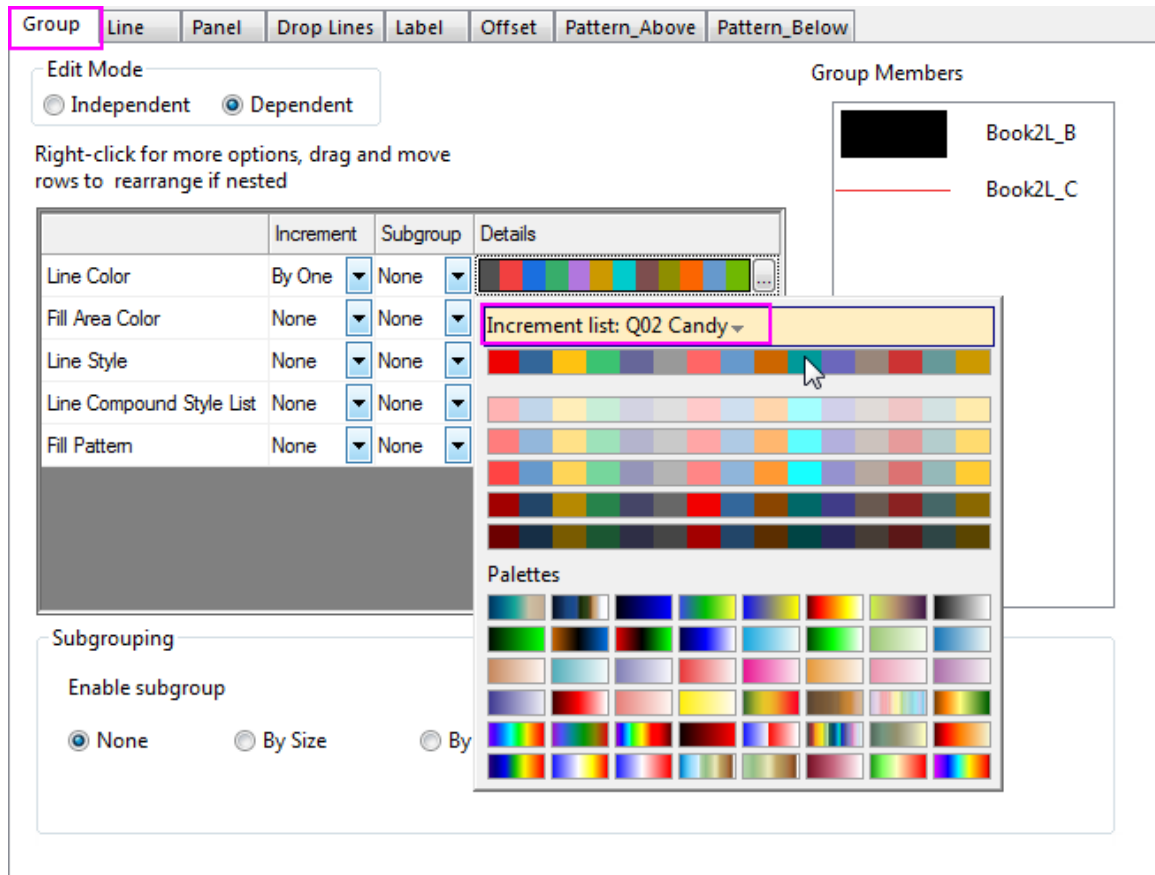 Group Line Panel Drop Lines Label Offset Pattern_Above Pattern_Below
Edit Mode
Independent Dependent
Group Members
Book2L_B
Book2L_C
Right-click for more options, drag and move
rows to rearrange if nested
Increment Subgroup Details
Line Color By One None ...
Fill Area Color None None
Line Style None None
Line Compound Style List None None
Fill Pattern None None
Increment list: Q02 Candy
Palettes
Subgrouping
Enable subgroup
None By Size By